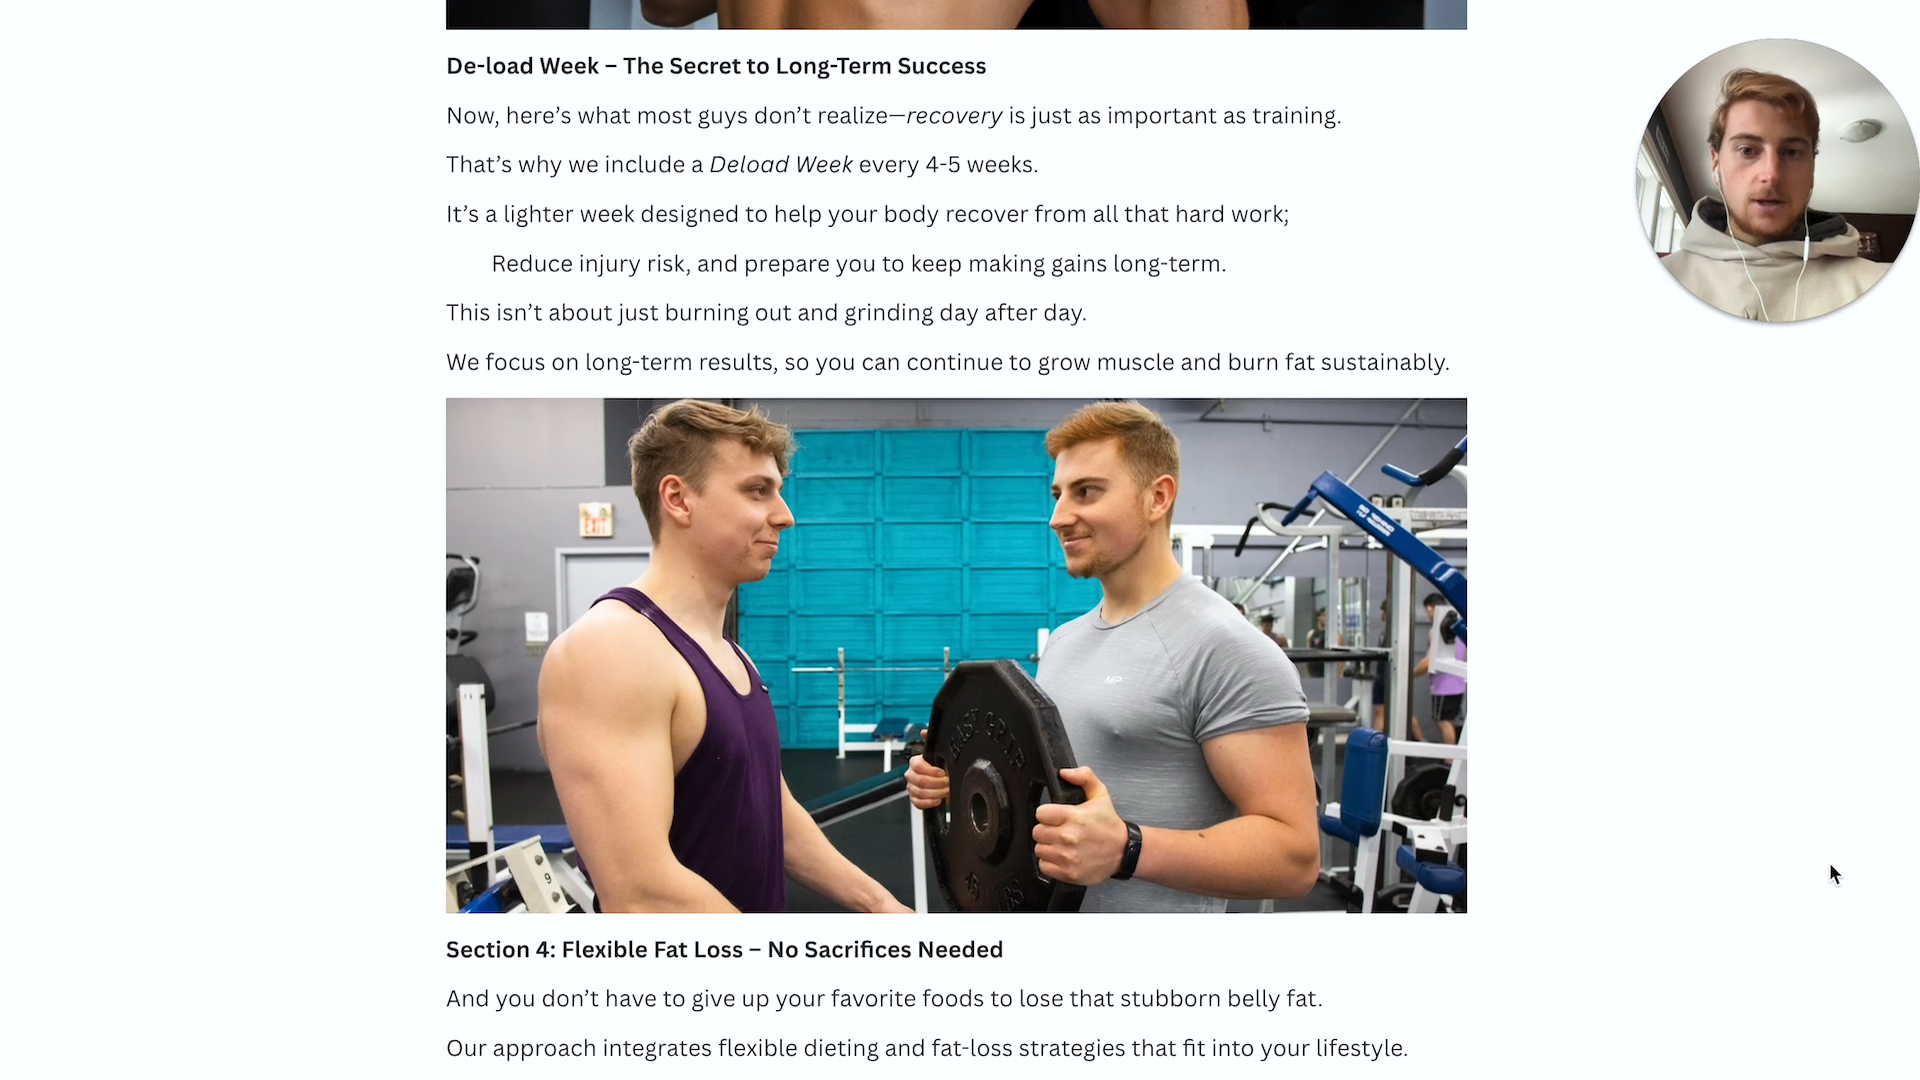 De-load Week – The Secret to Long-Term Success
Now, here’s what most guys don’t realize—recovery is just as important as training.
That’s why we include a Deload Week every 4-5 weeks.
It’s a lighter week designed to help your body recover from all that hard work;
Reduce injury risk, and prepare you to keep making gains long-term.
This isn’t about just burning out and grinding day after day.
We focus on long-term results, so you can continue to grow muscle and burn fat sustainably.
EXIT
MP
9
Section 4: Flexible Fat Loss – No Sacrifices Needed
And you don’t have to give up your favorite foods to lose that stubborn belly fat.
Our approach integrates flexible dieting and fat-loss strategies that fit into your lifestyle.